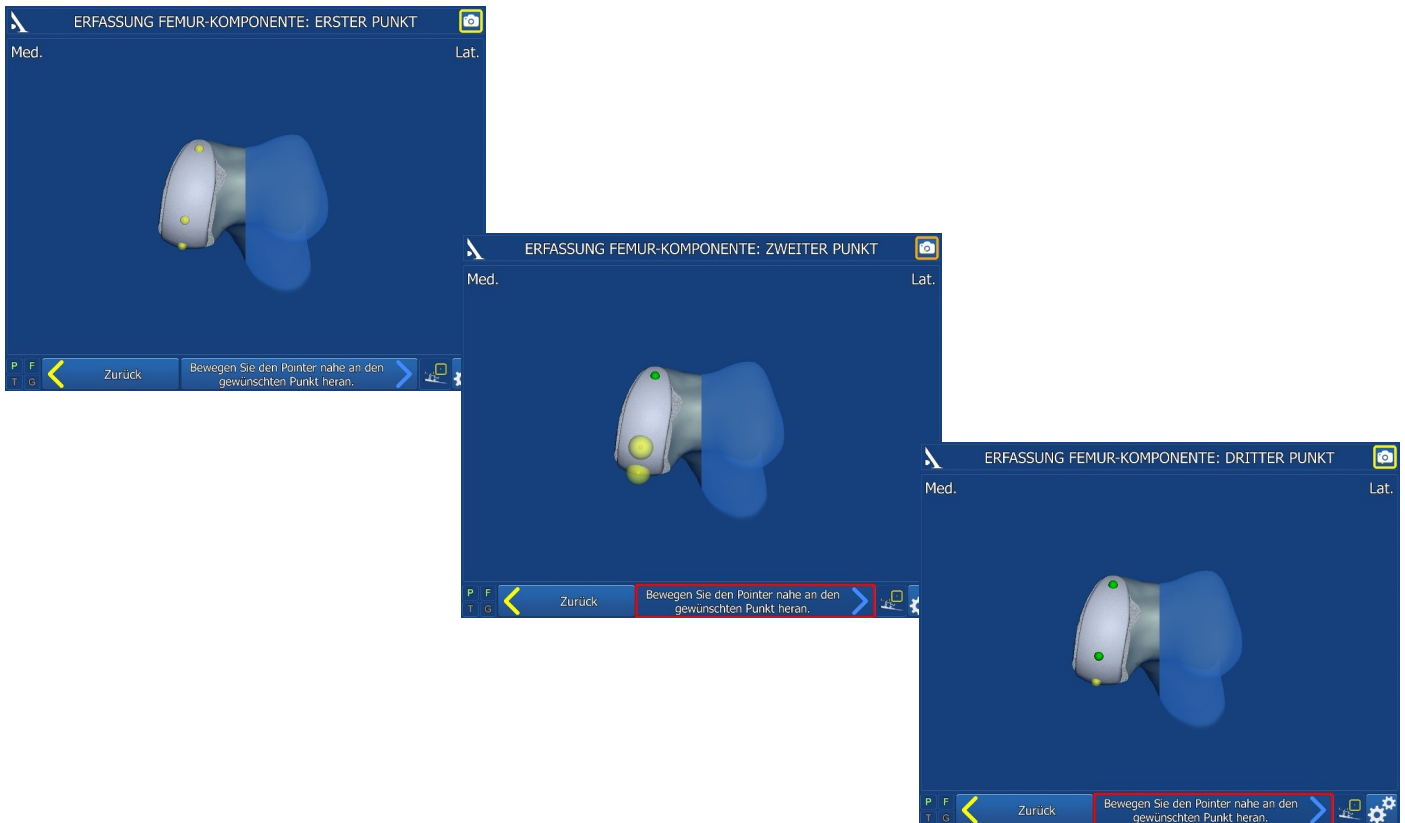 ERFASSUNG FEMUR-KOMPONENTE: ERSTER PUNKT
Med.
Lat.
P F
T G
Zurück
Bewegen Sie den Pointer nahe an den
gewünschten Punkt heran.
ERFASSUNG FEMUR-KOMPONENTE: ZWEITER PUNKT
Med.
Lat.
P F
T G
Zurück
Bewegen Sie den Pointer nahe an den
gewünschten Punkt heran.
ERFASSUNG FEMUR-KOMPONENTE: DRITTER PUNKT
Med.
Lat.
P F
T G
Zurück
Bewegen Sie den Pointer nahe an den
gewünschten Punkt heran.